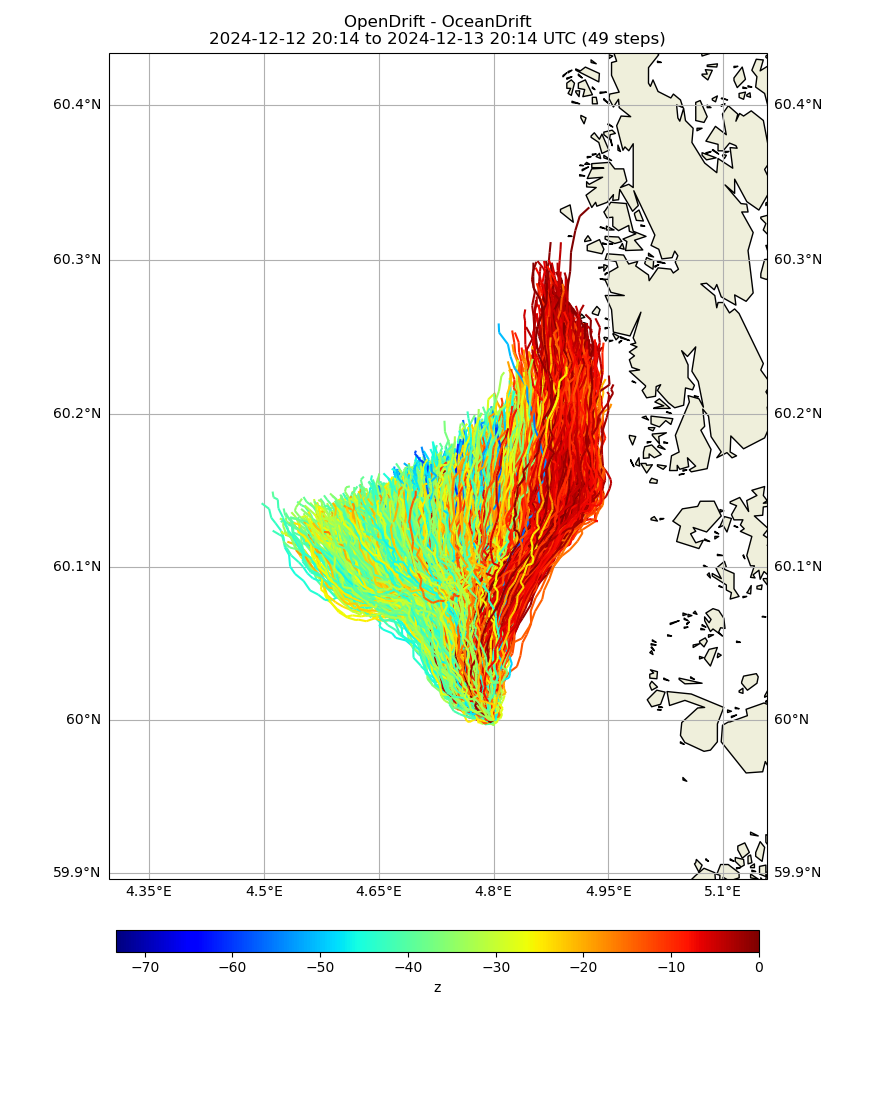 OpenDrift - OceanDrift
2024-12-12 20:14 to 2024-12-13 20:14 UTC (49 steps)
60.4°N 60.4°N
60.3°N 60.3°N
60.2°N 60.2°N
60.1°N 60.1°N
60°N 60°N
59.9°N 59.9°N
4.35°E 4.5°E 4.65°E 4.8°E 4.95°E 5.1°E
−70 −60 −50 −40 −30 −20 −10 0
z